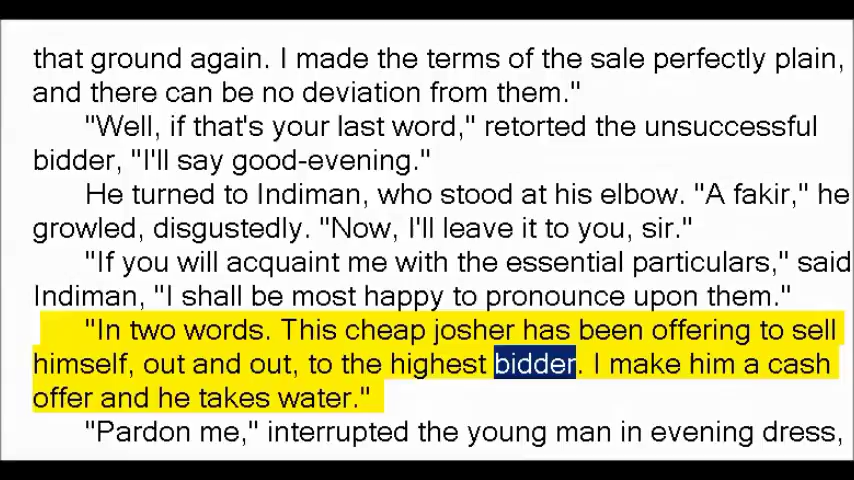 that ground again. I made the terms of the sale perfectly plain,
and there can be no deviation from them."
"Well, if that's your last word," retorted the unsuccessful
bidder, "I'll say good-evening."
He turned to Indiman, who stood at his elbow. "A fakir," he
growled, disgustedly. "Now, I'll leave it to you, sir."
"If you will acquaint me with the essential particulars," said
Indiman, "I shall be most happy to pronounce upon them."
"In two words. This cheap josher has been offering to sell
himself, out and out, to the highest bidder. I make him a cash
offer and he takes water."
"Pardon me," interrupted the young man in evening dress,